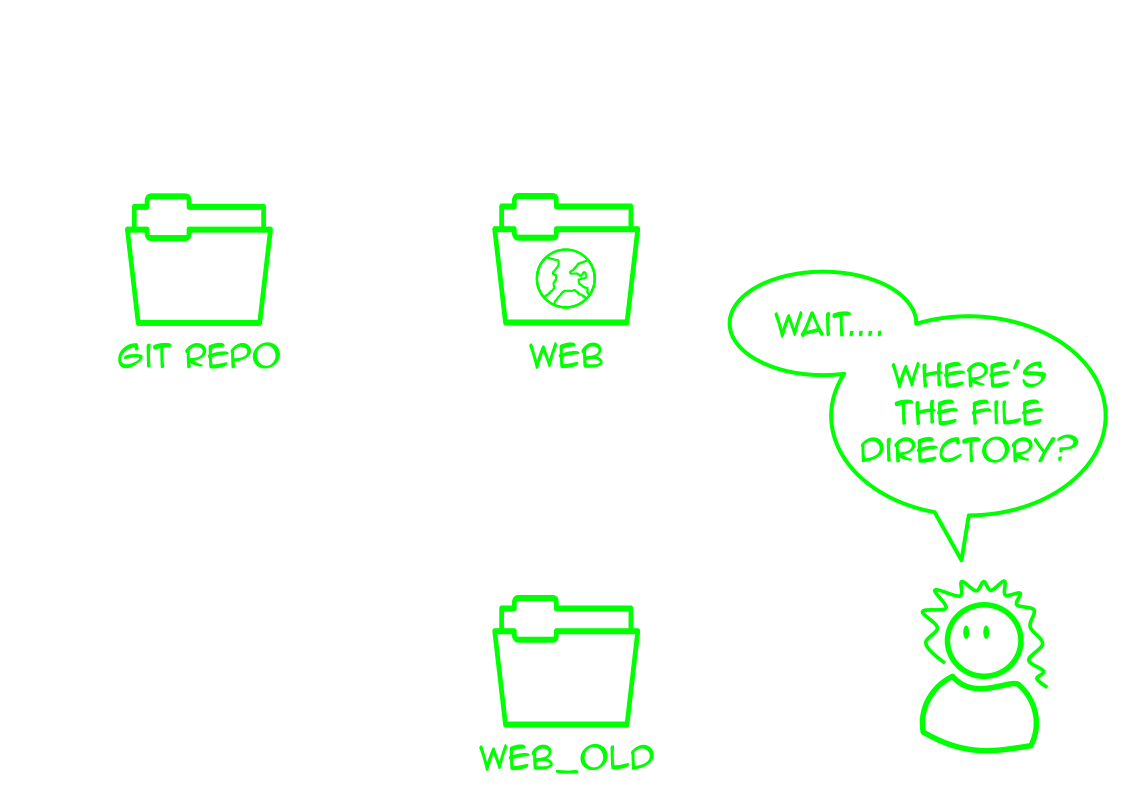 GIT REPO
WEB
WAIT....
WHERE'S
THE FILE
DIRECTORY?
WEB_OLD